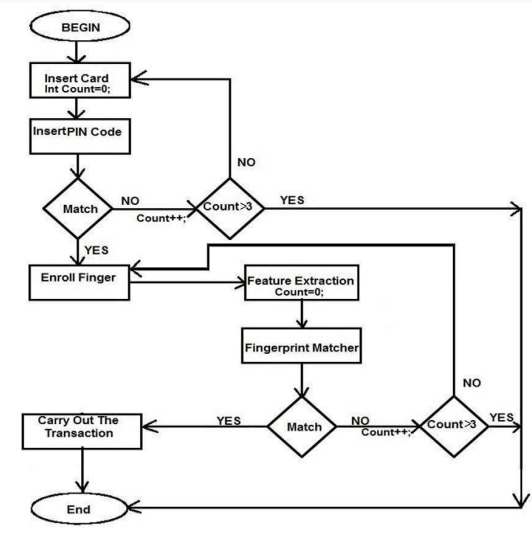 BEGIN
Insert Card
Int Count=0;
InsertPIN Code
NO
Match
NO
Count++;
Count>3
YES
YES
Enroll Finger
Feature Extraction
Count=0;
Fingerprint Matcher
NO
Carry Out The
Transaction
YES
Match
NO
Count++;
Count>3
YES
End